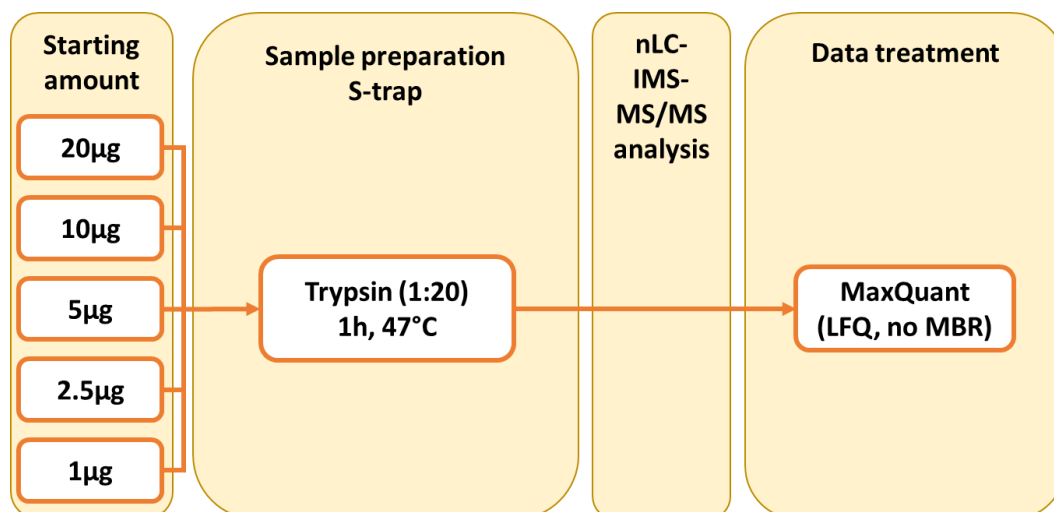 Starting
amount
20µg
10µg
5µg
2.5µg
1µg
Sample preparation
S-trap
Trypsin (1:20)
1h, 47°C
nLC-
IMS-
MS/MS
analysis
Data treatment
MaxQuant
(LFQ, no MBR)